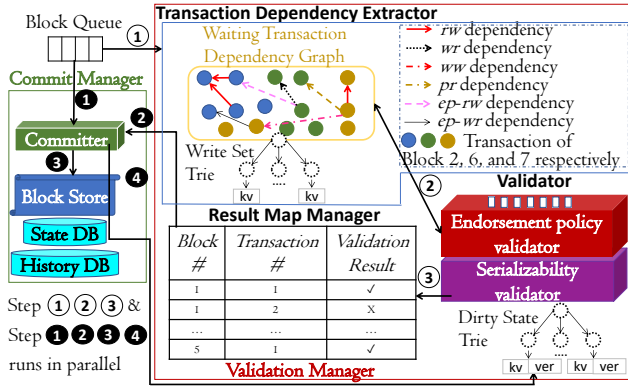 Transaction Dependency Extractor
Block Queue
①
Waiting Transaction
Dependency Graph
rw dependency
wr dependency
ww dependency
pr dependency
ep-rw dependency
ep-wr dependency
Transaction of
Block 2, 6, and 7 respectively
Write Set
Trie
....
kv
kv
Commit Manager
❶
❷
Committer
❸
❹
Block Store
State DB
History DB
②
Validator
Endorsement policy
validator
Serializability
validator
③
Dirty State
Trie
....
kv ver
kv ver
Result Map Manager
Block # Transaction # Validation Result
1 1 ✓
1 2 X
... ... ...
5 1 ✓
Validation Manager
Step ① ② ③ &
Step ❶ ❷ ❸ ❹
runs in parallel